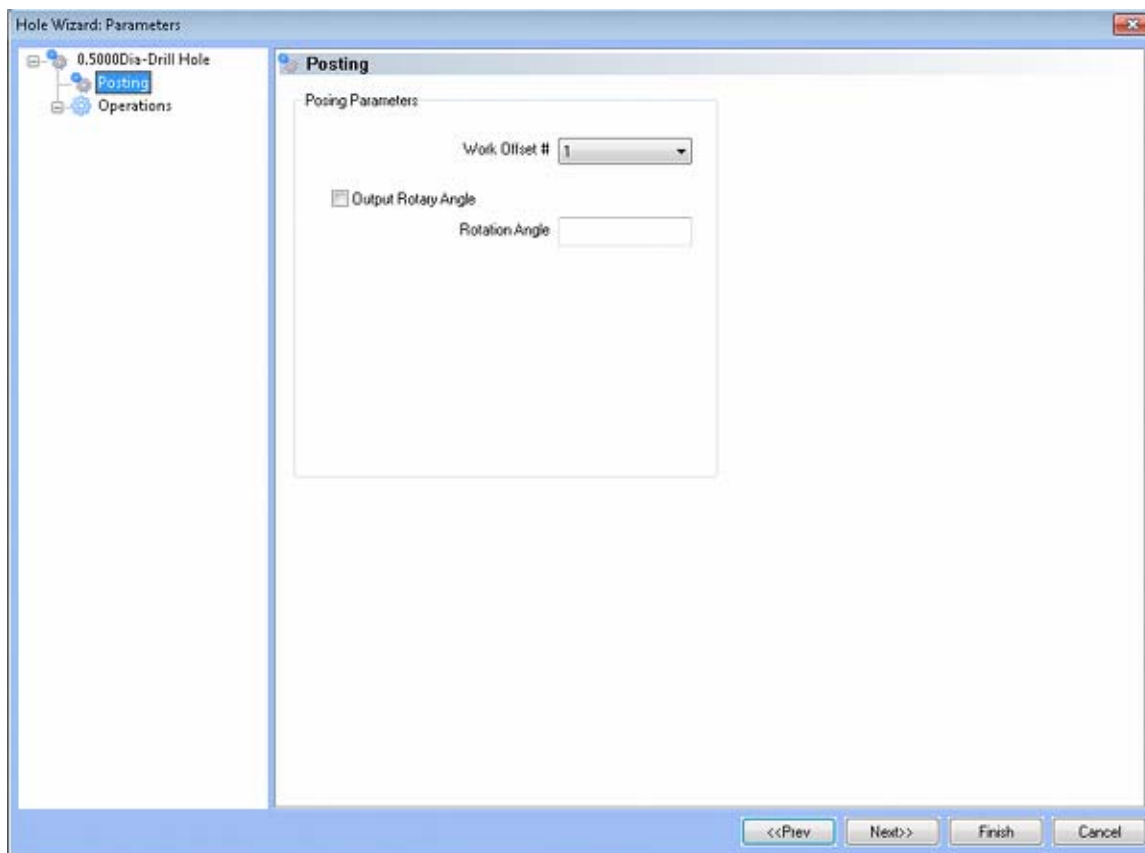 Hole Wizard: Parameters
0.5000Dia-Drill Hole
Posting
Operations
Posting
Posing Parameters
Work Offset # 1
Output Rotary Angle
Rotation Angle
<<Prev Next>> Finish Cancel